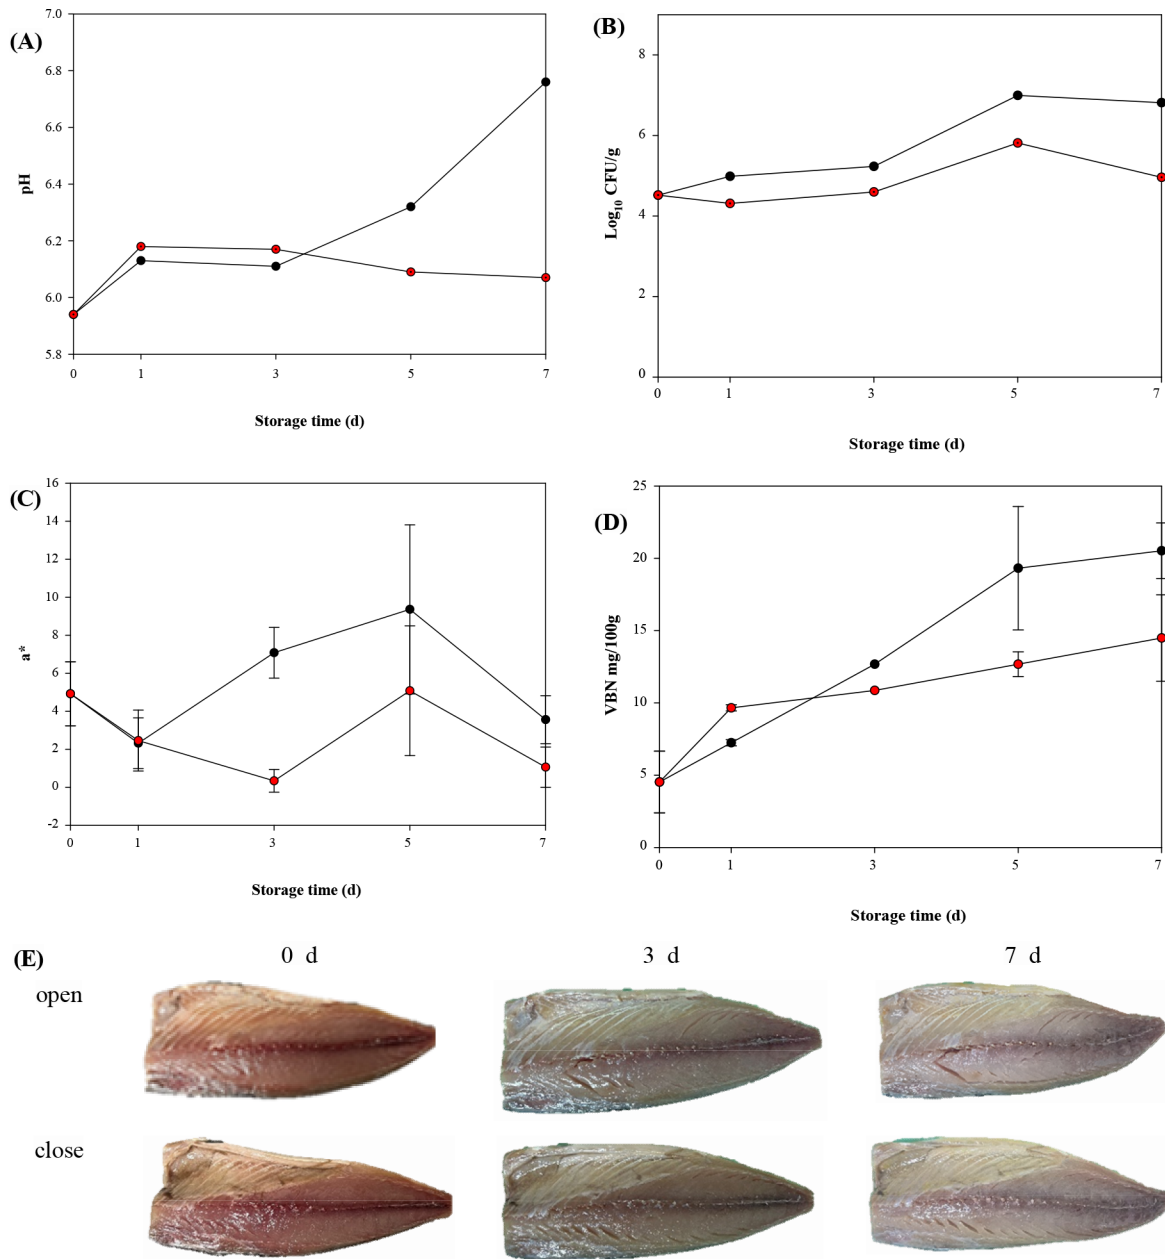 (A)
pH
7.0
6.8
6.6
6.4
6.2
6.0
5.8
0 1 3 5 7
Storage time (d)
(B)
Log10 CFU/g
8
6
4
2
0
0 1 3 5 7
Storage time (d)
(C)
a*
16
14
12
10
8
6
4
2
0
-2
0 1 3 5 7
Storage time (d)
(D)
VBN mg/100g
25
20
15
10
5
0
0 1 3 5 7
Storage time (d)
(E) 0 d 3 d 7 d
open
close